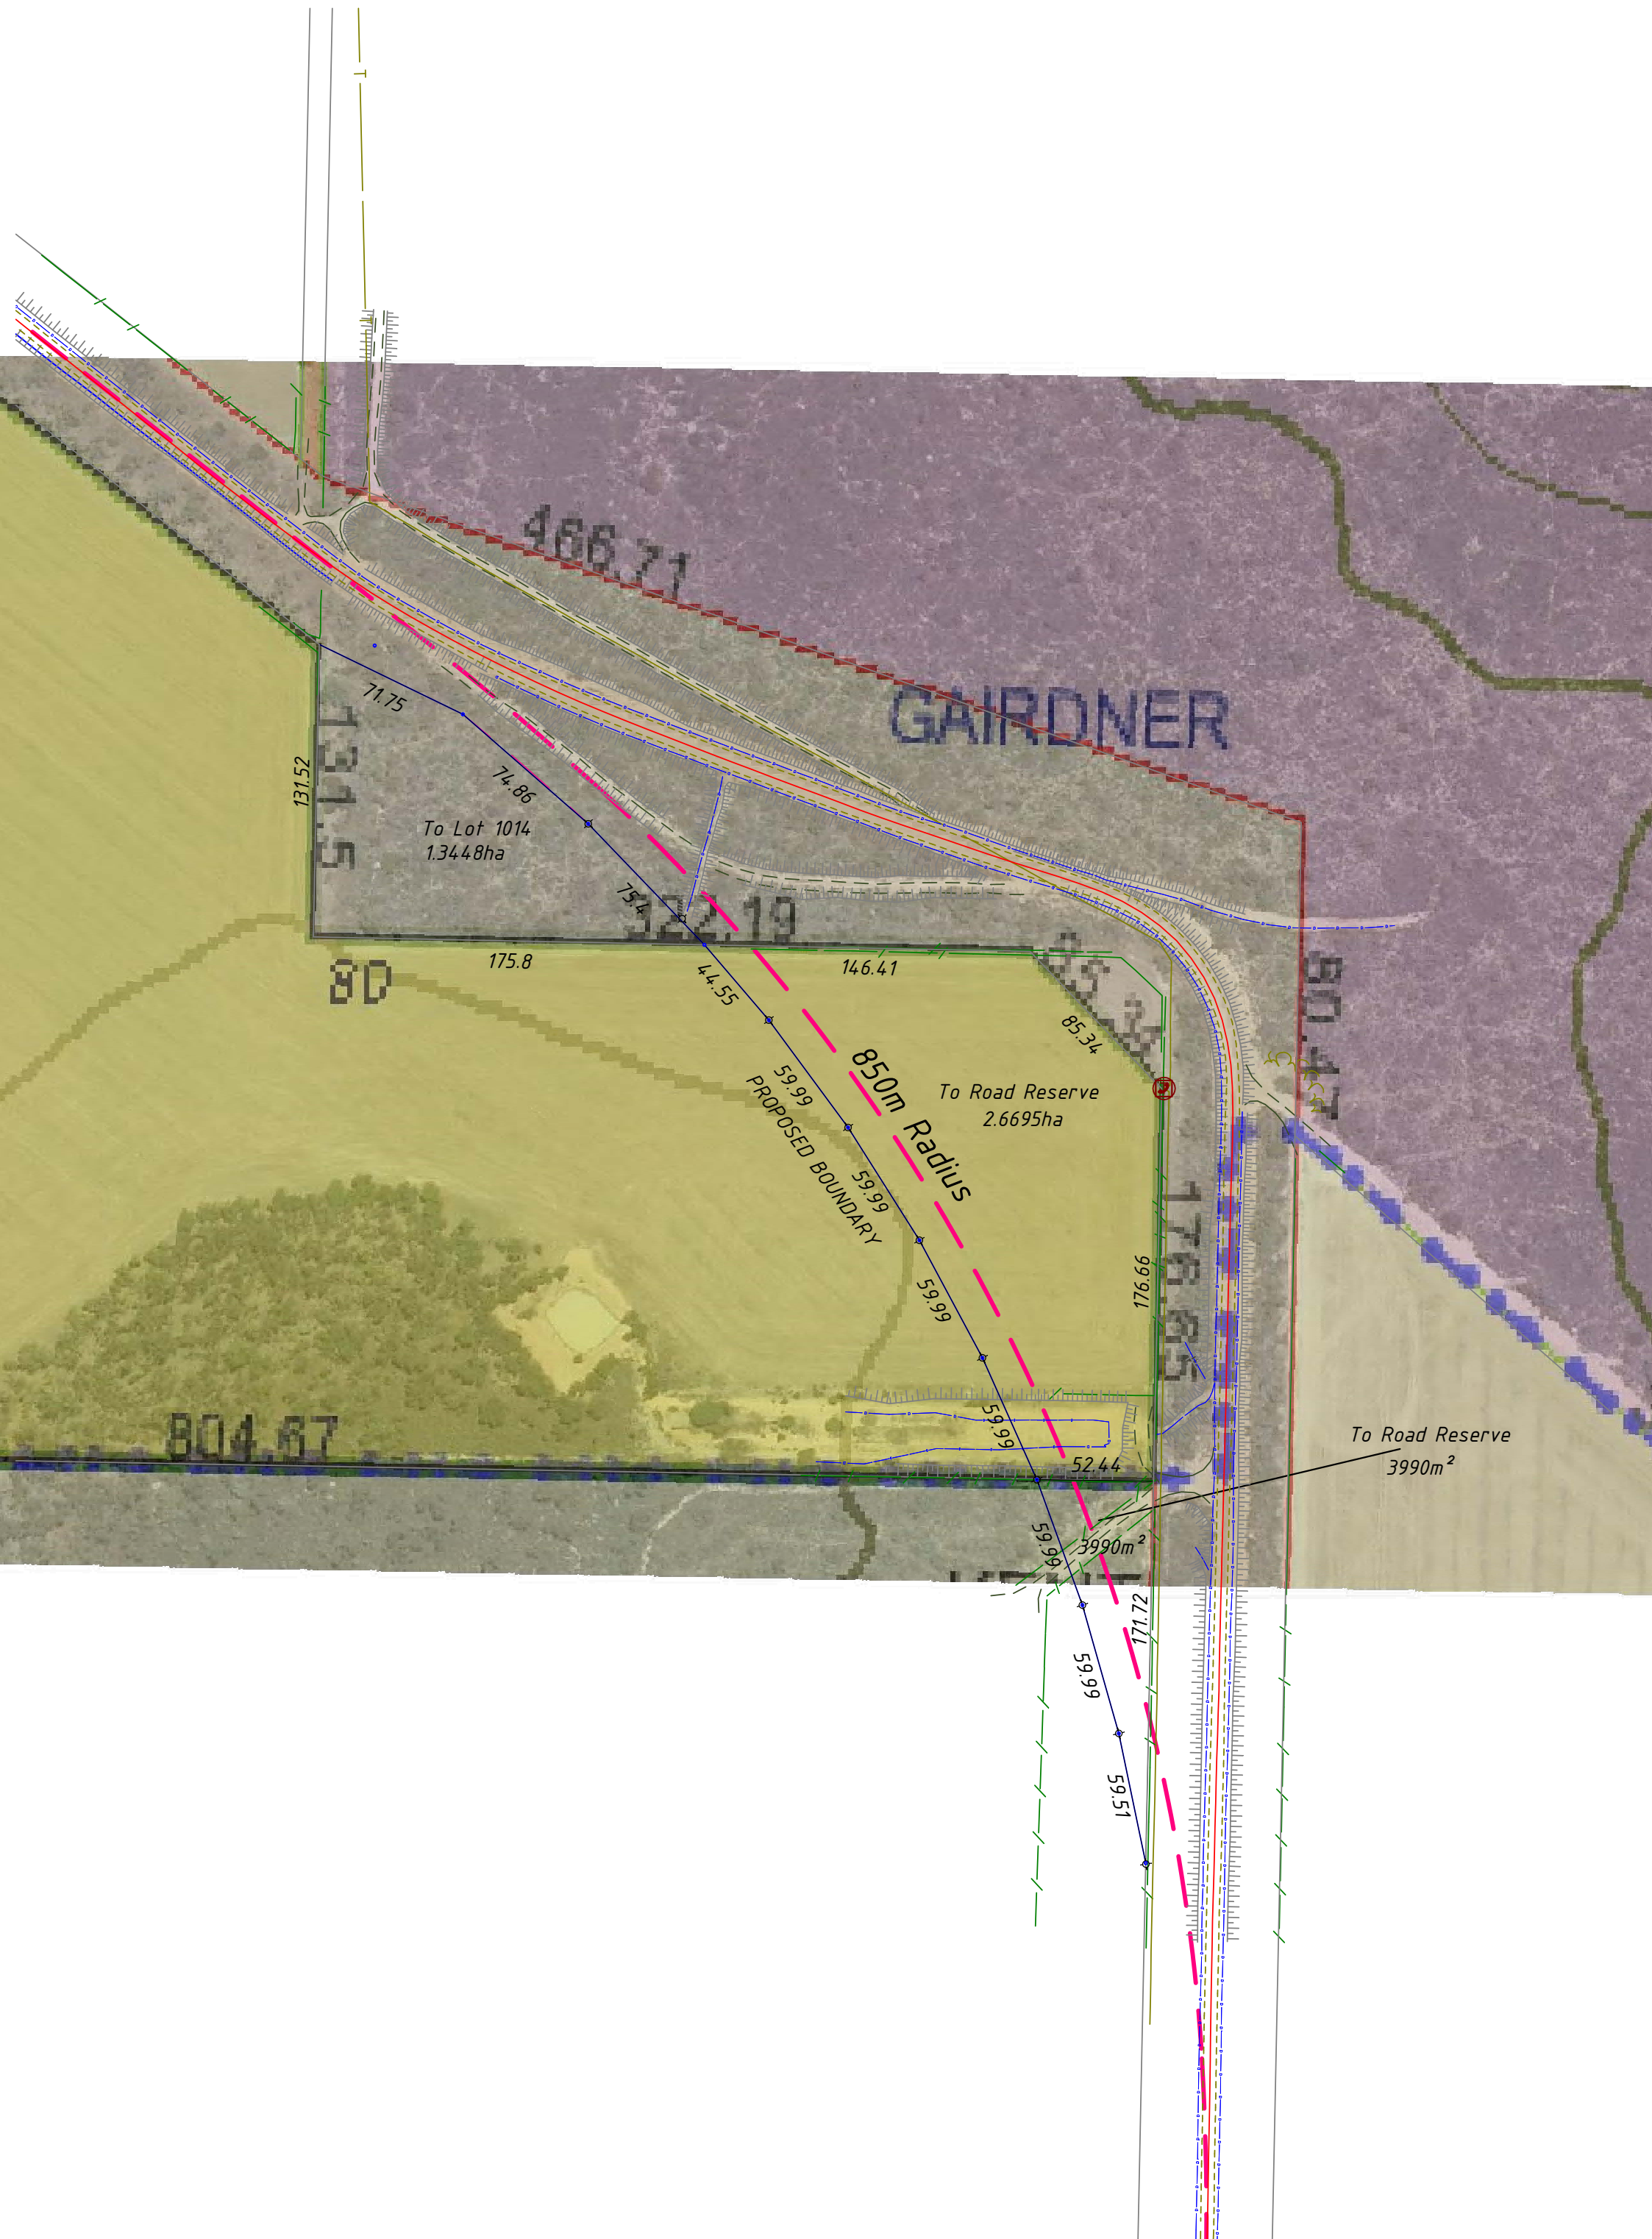 T
466.71
GAIRDNER
71.75
131.52
131.5
74.86
To Lot 1014
1.3448ha
75.4
322.19
175.8
80
146.41
44.55
85.34
80.47
850m Radius
To Road Reserve
2.6695ha
59.99
PROPOSED BOUNDARY
59.99
176.66
176.65
59.99
59.99
804.67
52.44
To Road Reserve
3990m²
59.99
3990m²
171.72
59.99
59.51